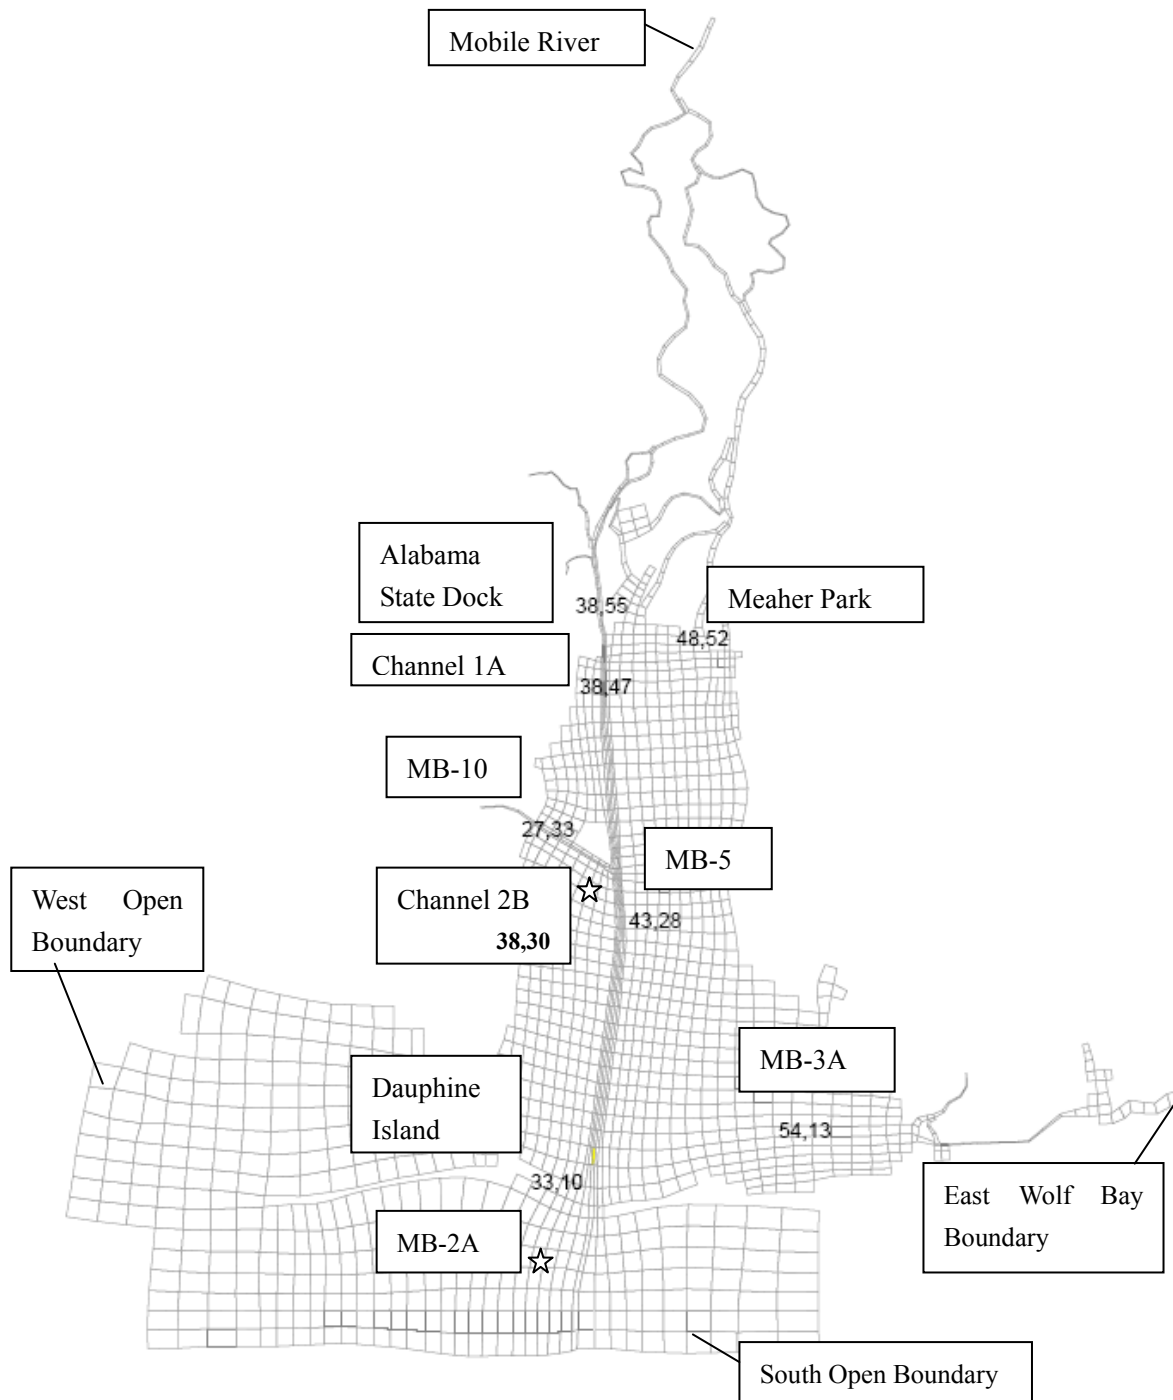 Mobile River
Alabama
State Dock
38,55
Meaher Park
48,52
Channel 1A
38,47
MB-10
27,33
MB-5
West Open
Boundary
Channel 2B
38,30
43,28
MB-3A
Dauphine
Island
54,13
33,10
East Wolf Bay
Boundary
MB-2A
South Open Boundary